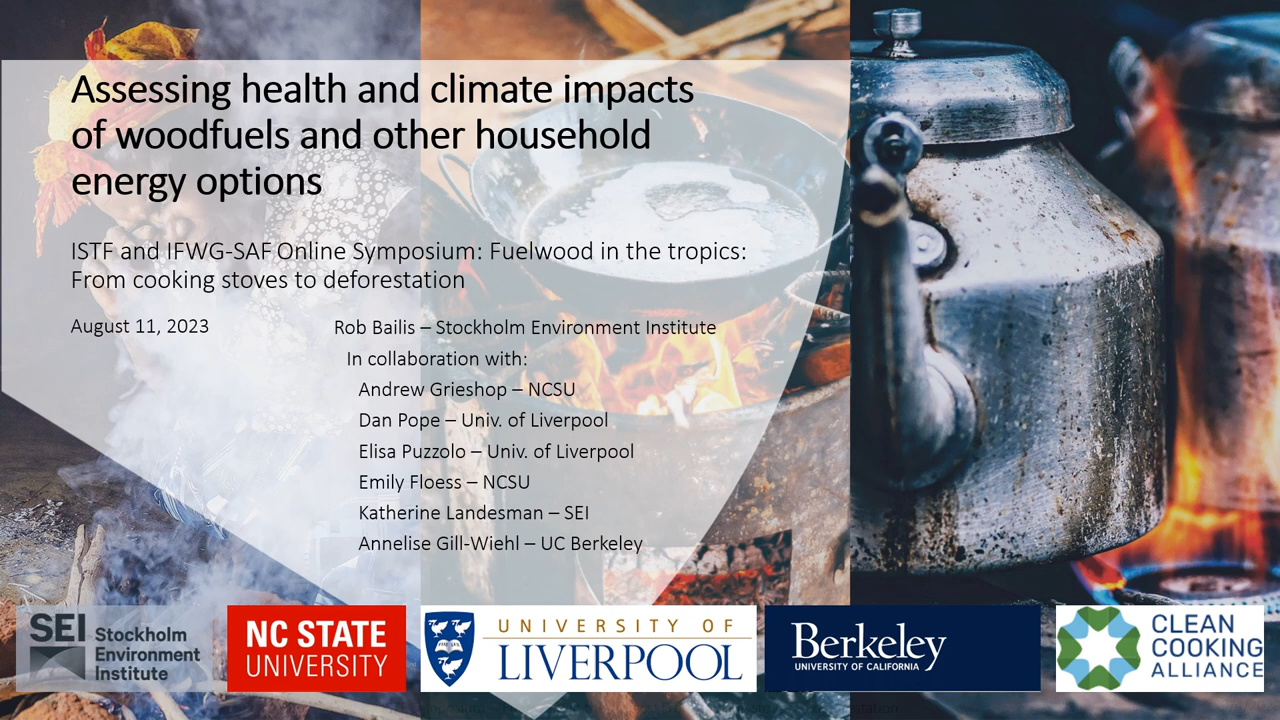 Assessing health and climate impacts
of woodfuels and other household
energy options
ISTF and IFWG-SAF Online Symposium: Fuelwood in the tropics:
From cooking stoves to deforestation
August 11, 2023
Rob Bailis – Stockholm Environment Institute
In collaboration with:
Andrew Grieshop – NCSU
Dan Pope – Univ. of Liverpool
Elisa Puzzolo – Univ. of Liverpool
Emily Floess – NCSU
Katherine Landesman – SEI
Annelise Gill-Wiehl – UC Berkeley
SEI Stockholm
Environment
Institute
NC STATE
UNIVERSITY
UNIVERSITY OF
LIVERPOOL
Berkeley
UNIVERSITY OF CALIFORNIA
CLEAN
COOKING
ALLIANCE